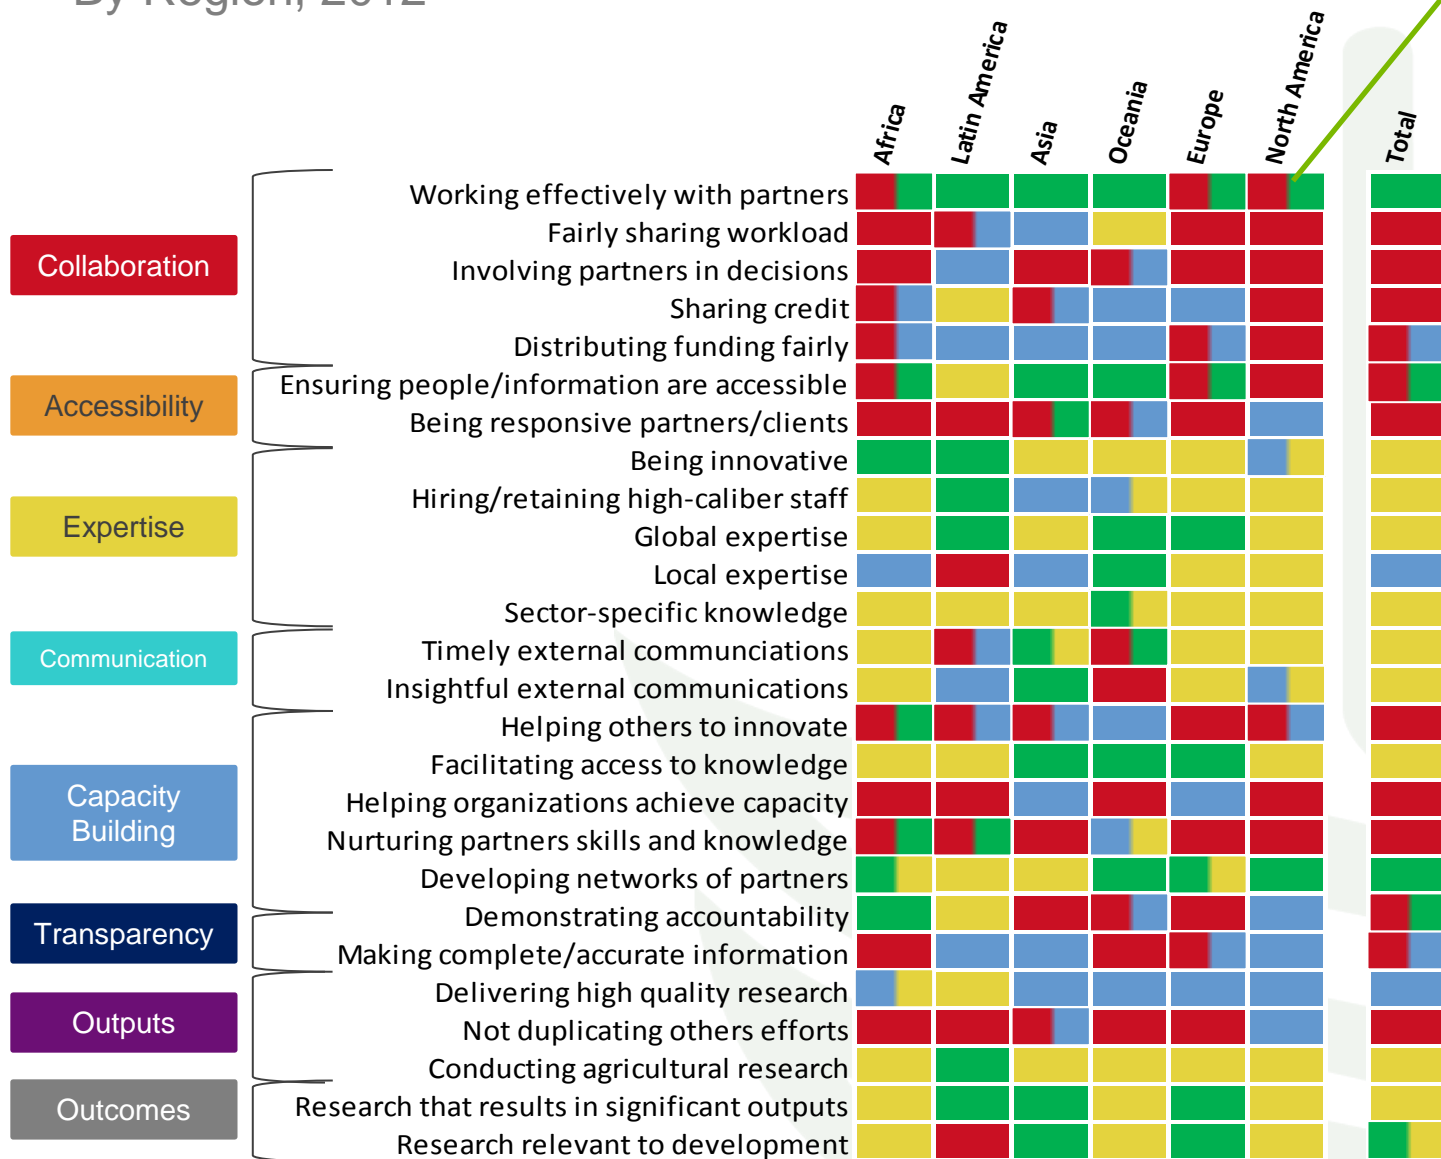 By Region, 2012
Africa
Latin America
Asia
Oceania
Europe
North America
Total
Collaboration
Working effectively with partners
Fairly sharing workload
Involving partners in decisions
Sharing credit
Distributing funding fairly
Accessibility
Ensuring people/information are accessible
Being responsive partners/clients
Expertise
Being innovative
Hiring/retaining high-caliber staff
Global expertise
Local expertise
Sector-specific knowledge
Communication
Timely external communciations
Insightful external communications
Capacity
Building
Helping others to innovate
Facilitating access to knowledge
Helping organizations achieve capacity
Nurturing partners skills and knowledge
Developing networks of partners
Transparency
Demonstrating accountability
Making complete/accurate information
Outputs
Delivering high quality research
Not duplicating others efforts
Conducting agricultural research
Outcomes
Research that results in significant outputs
Research relevant to development